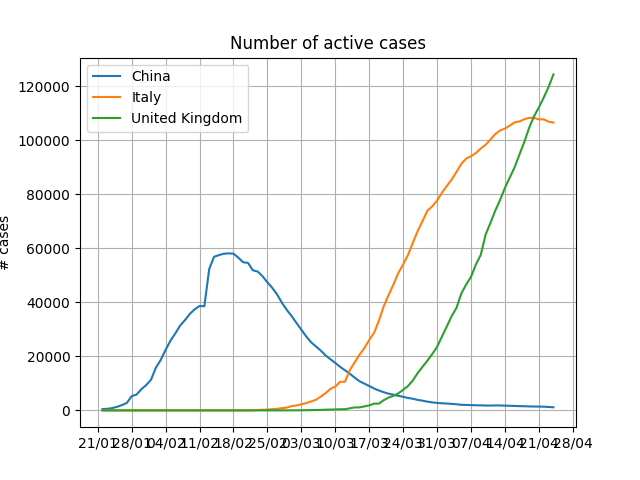 Number of active cases
China
Italy
United Kingdom
120000
100000
80000
60000
40000
20000
0
# cases
21/01 28/01 04/02 11/02 18/02 25/02 03/03 10/03 17/03 24/03 31/03 07/04 14/04 21/04 28/04